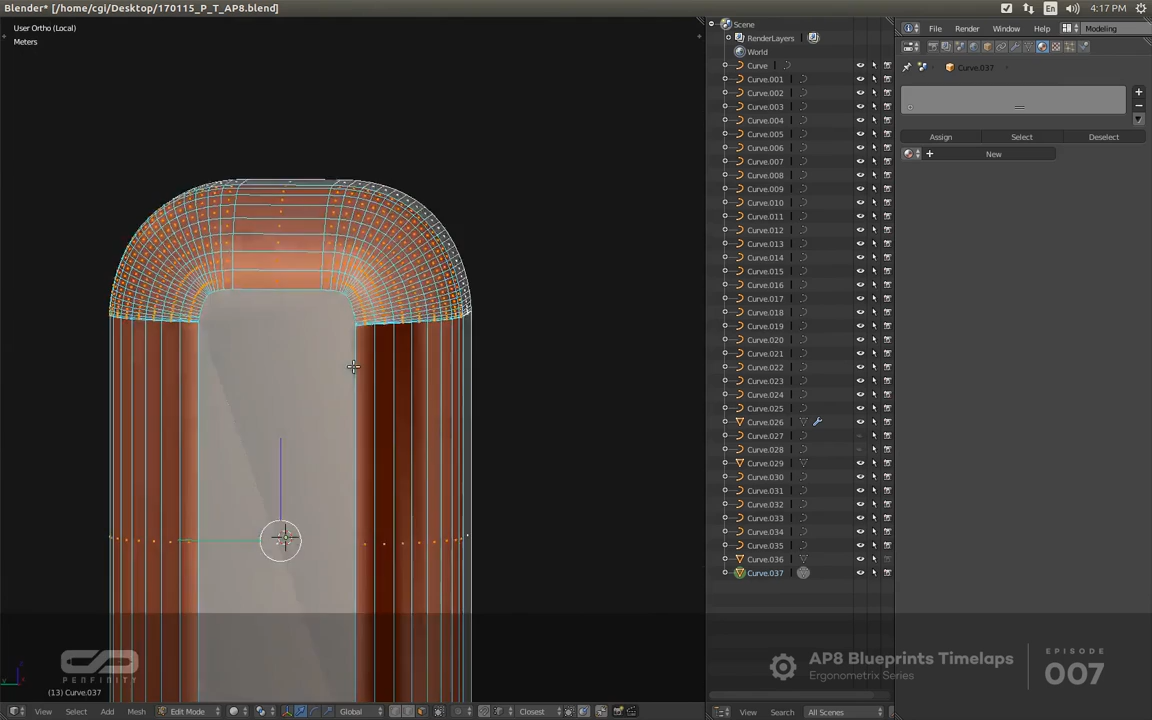 Blender* [/home/cgi/Desktop/170115_P_T_AP8.blend]
En
4:17 PM
User Ortho (Local)
Meters
Scene
RenderLayers
World
Curve
Curve.001
Curve.002
Curve.003
Curve.004
Curve.005
Curve.006
Curve.007
Curve.008
Curve.009
Curve.010
Curve.011
Curve.012
Curve.013
Curve.014
Curve.015
Curve.016
Curve.017
Curve.018
Curve.019
Curve.020
Curve.021
Curve.022
Curve.023
Curve.024
Curve.025
Curve.026
Curve.027
Curve.028
Curve.029
Curve.030
Curve.031
Curve.032
Curve.033
Curve.034
Curve.035
Curve.036
Curve.037
File Render Window Help Modeling
Curve.037
Assign Select Deselect
New
PENFINITY
(13) Curve.037
AP8 Blueprints Timelaps
Ergonometrix Series
EPISODE
007
View Select Add Mesh Edit Mode Global Closest
View Search All Scenes